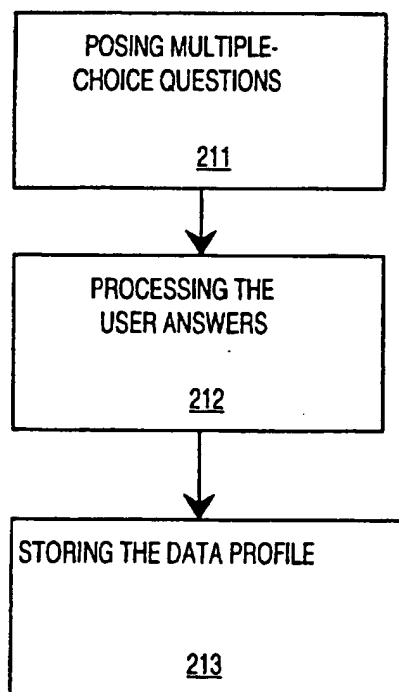 POSING MULTIPLE-
CHOICE QUESTIONS
211
PROCESSING THE
USER ANSWERS
212
STORING THE DATA PROFILE
213